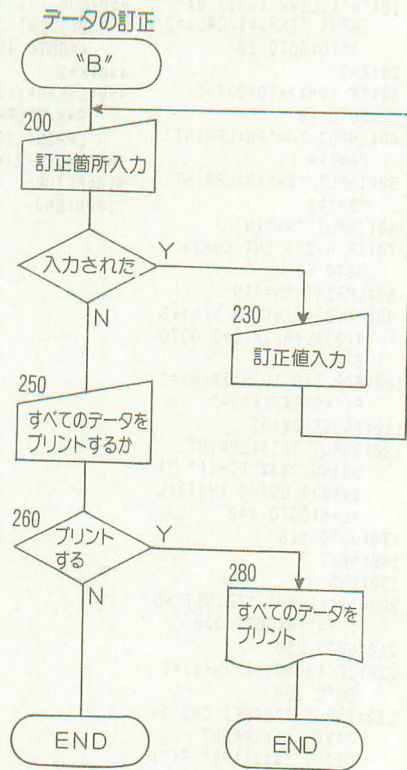 データの訂正
"B"
200
訂正箇所入力
入力された
Y
N
230
訂正値入力
250
すべてのデータを
プリントするか
260
プリント
する
Y
N
280
すべてのデータを
プリント
END
END